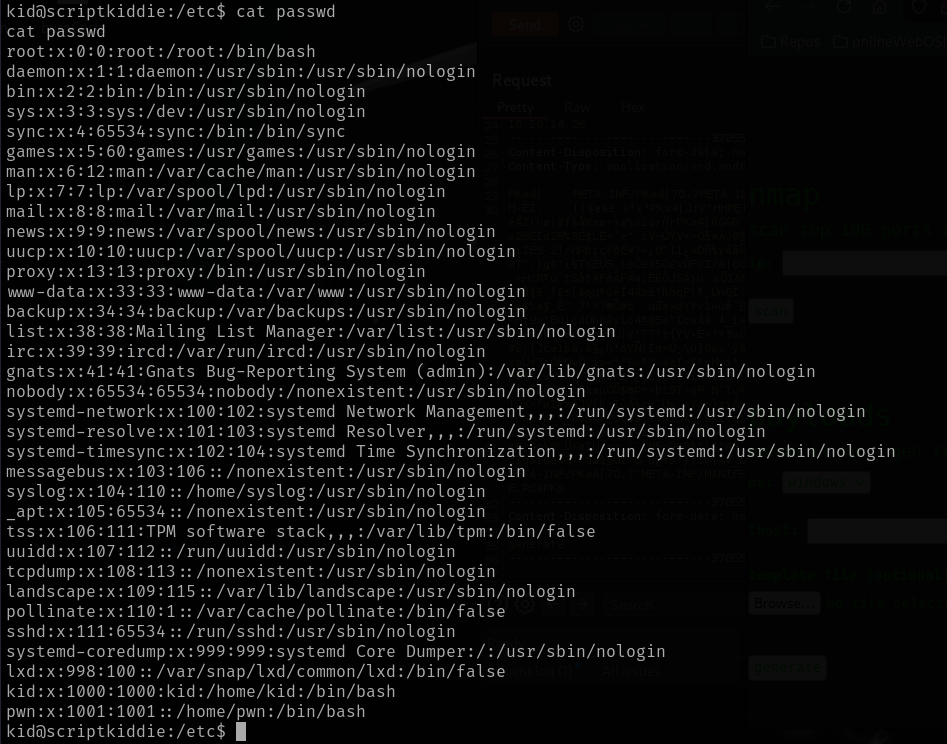 kid@scriptkiddie:/etc$ cat passwd
cat passwd
root:x:0:0:root:/root:/bin/bash
daemon:x:1:1:daemon:/usr/sbin:/usr/sbin/nologin
bin:x:2:2:bin:/bin:/usr/sbin/nologin
sys:x:3:3:sys:/dev:/usr/sbin/nologin
sync:x:4:65534:sync:/bin:/bin/sync
games:x:5:60:games:/usr/games:/usr/sbin/nologin
man:x:6:12:man:/var/cache/man:/usr/sbin/nologin
lp:x:7:7:lp:/var/spool/lpd:/usr/sbin/nologin
mail:x:8:8:mail:/var/mail:/usr/sbin/nologin
news:x:9:9:news:/var/spool/news:/usr/sbin/nologin
uucp:x:10:10:uucp:/var/spool/uucp:/usr/sbin/nologin
proxy:x:13:13:proxy:/bin:/usr/sbin/nologin
www-data:x:33:33:www-data:/var/www:/usr/sbin/nologin
backup:x:34:34:backup:/var/backups:/usr/sbin/nologin
list:x:38:38:Mailing List Manager:/var/list:/usr/sbin/nologin
irc:x:39:39:ircd:/var/run/ircd:/usr/sbin/nologin
gnats:x:41:41:Gnats Bug-Reporting System (admin):/var/lib/gnats:/usr/sbin/nologin
nobody:x:65534:65534:nobody:/nonexistent:/usr/sbin/nologin
systemd-network:x:100:102:systemd Network Management,,,:/run/systemd:/usr/sbin/nologin
systemd-resolve:x:101:103:systemd Resolver,,,:/run/systemd:/usr/sbin/nologin
systemd-timesync:x:102:104:systemd Time Synchronization,,,:/run/systemd:/usr/sbin/nologin
messagebus:x:103:106::/nonexistent:/usr/sbin/nologin
syslog:x:104:110::/home/syslog:/usr/sbin/nologin
_apt:x:105:65534::/nonexistent:/usr/sbin/nologin
tss:x:106:111:TPM software stack,,,:/var/lib/tpm:/bin/false
uuidd:x:107:112::/run/uuidd:/usr/sbin/nologin
tcpdump:x:108:113::/nonexistent:/usr/sbin/nologin
landscape:x:109:115::/var/lib/landscape:/usr/sbin/nologin
pollinate:x:110:1::/var/cache/pollinate:/bin/false
sshd:x:111:65534::/run/sshd:/usr/sbin/nologin
systemd-coredump:x:999:999:systemd Core Dumper:/:/usr/sbin/nologin
lxd:x:998:100::/var/snap/lxd/common/lxd:/bin/false
kid:x:1000:1000:kid:/home/kid:/bin/bash
pwn:x:1001:1001::/home/pwn:/bin/bash
kid@scriptkiddie:/etc$
Send
Repos
Request
Pretty Raw Hex
nmap
scan
windows
Browse...
Search
generate